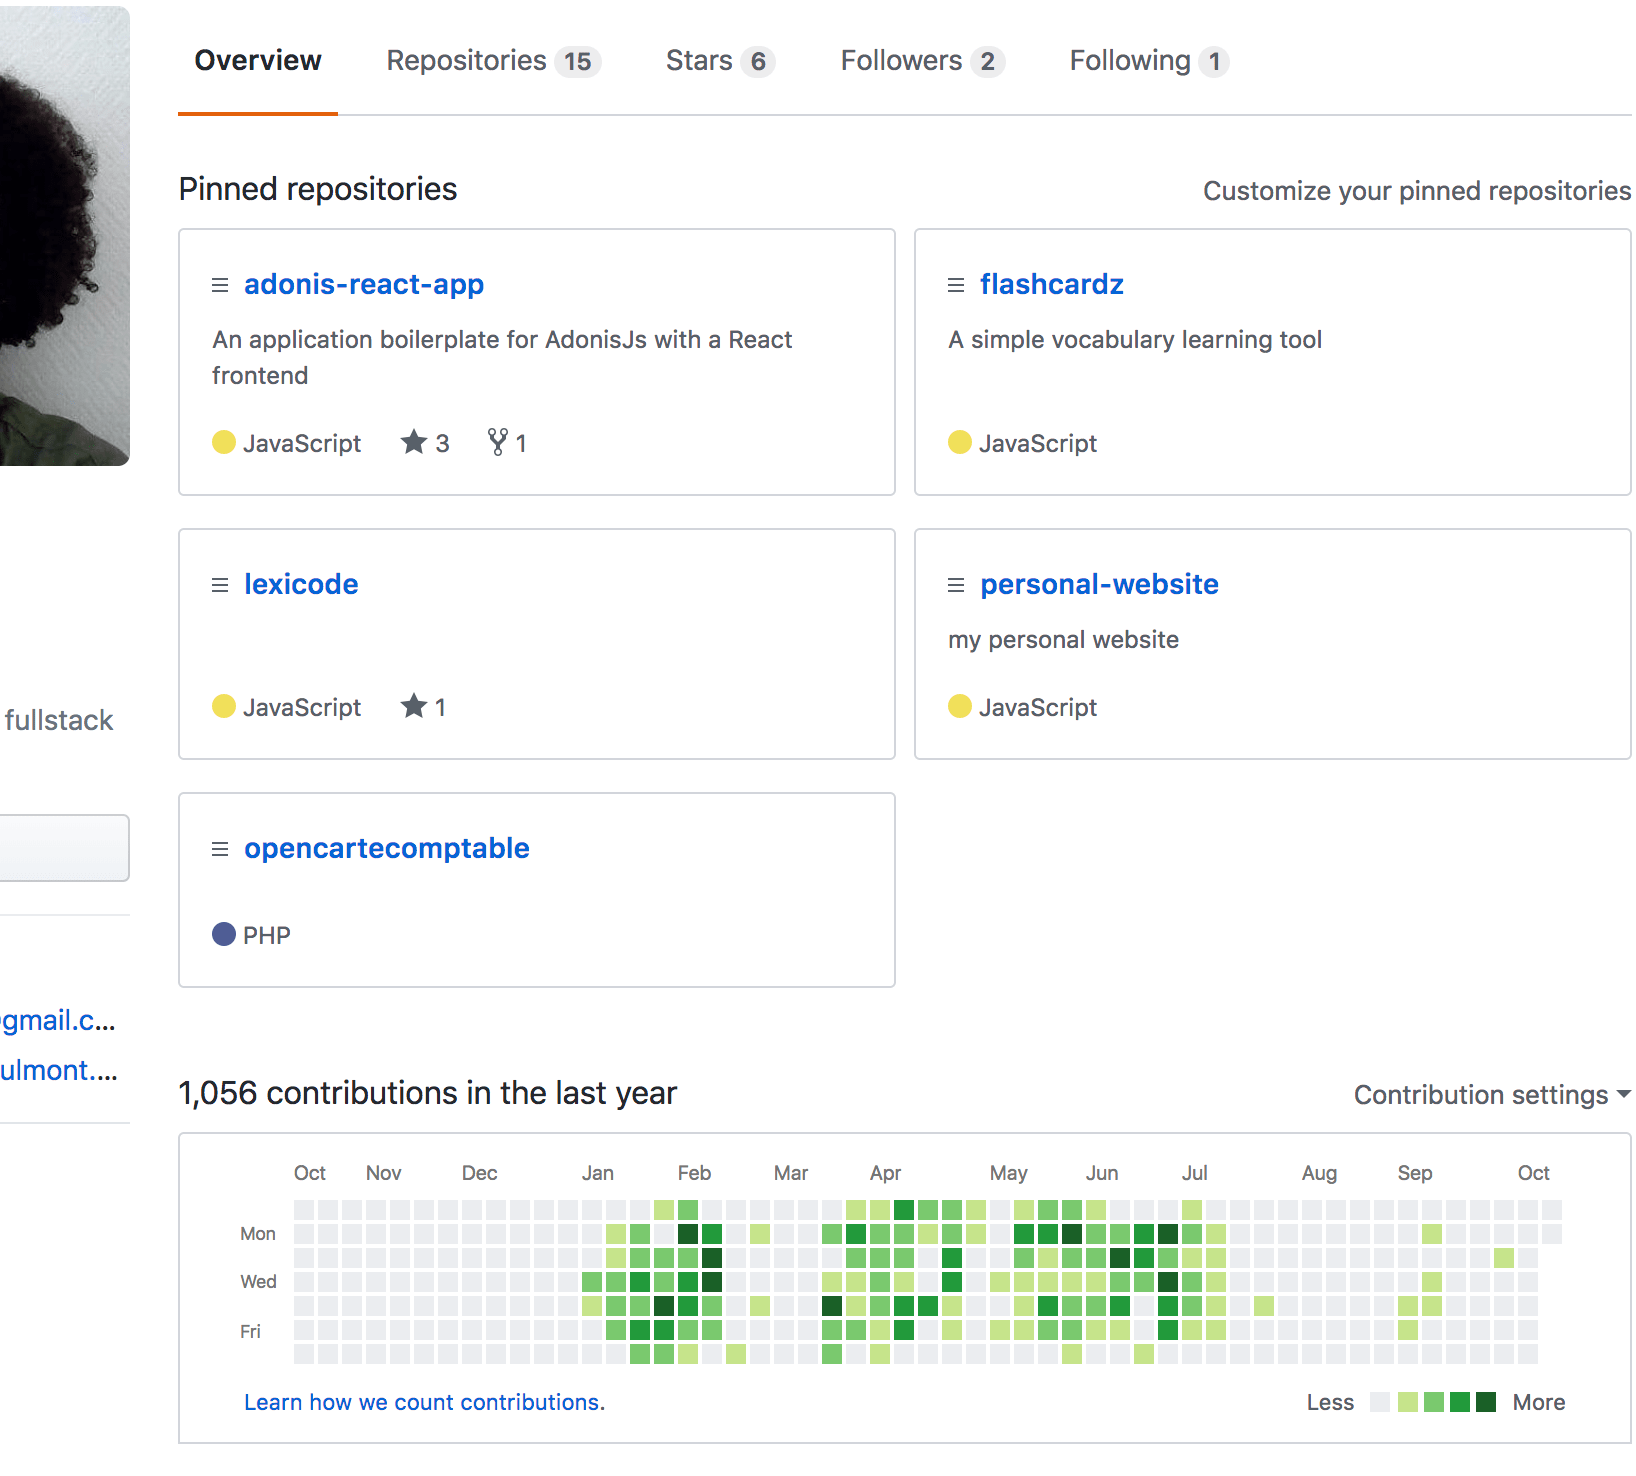 Overview Repositories 15 Stars 6 Followers 2 Following 1
Pinned repositories
Customize your pinned repositories
adonis-react-app
An application boilerplate for AdonisJs with a React
frontend
JavaScript 3 1
flashcardz
A simple vocabulary learning tool
JavaScript
lexicode
JavaScript 1
personal-website
my personal website
JavaScript
opencartecomptable
PHP
fullstack
gmail.c...
ulmont....
1,056 contributions in the last year
Contribution settings
Oct Nov Dec Jan Feb Mar Apr May Jun Jul Aug Sep Oct
Mon
Wed
Fri
Learn how we count contributions.
Less More